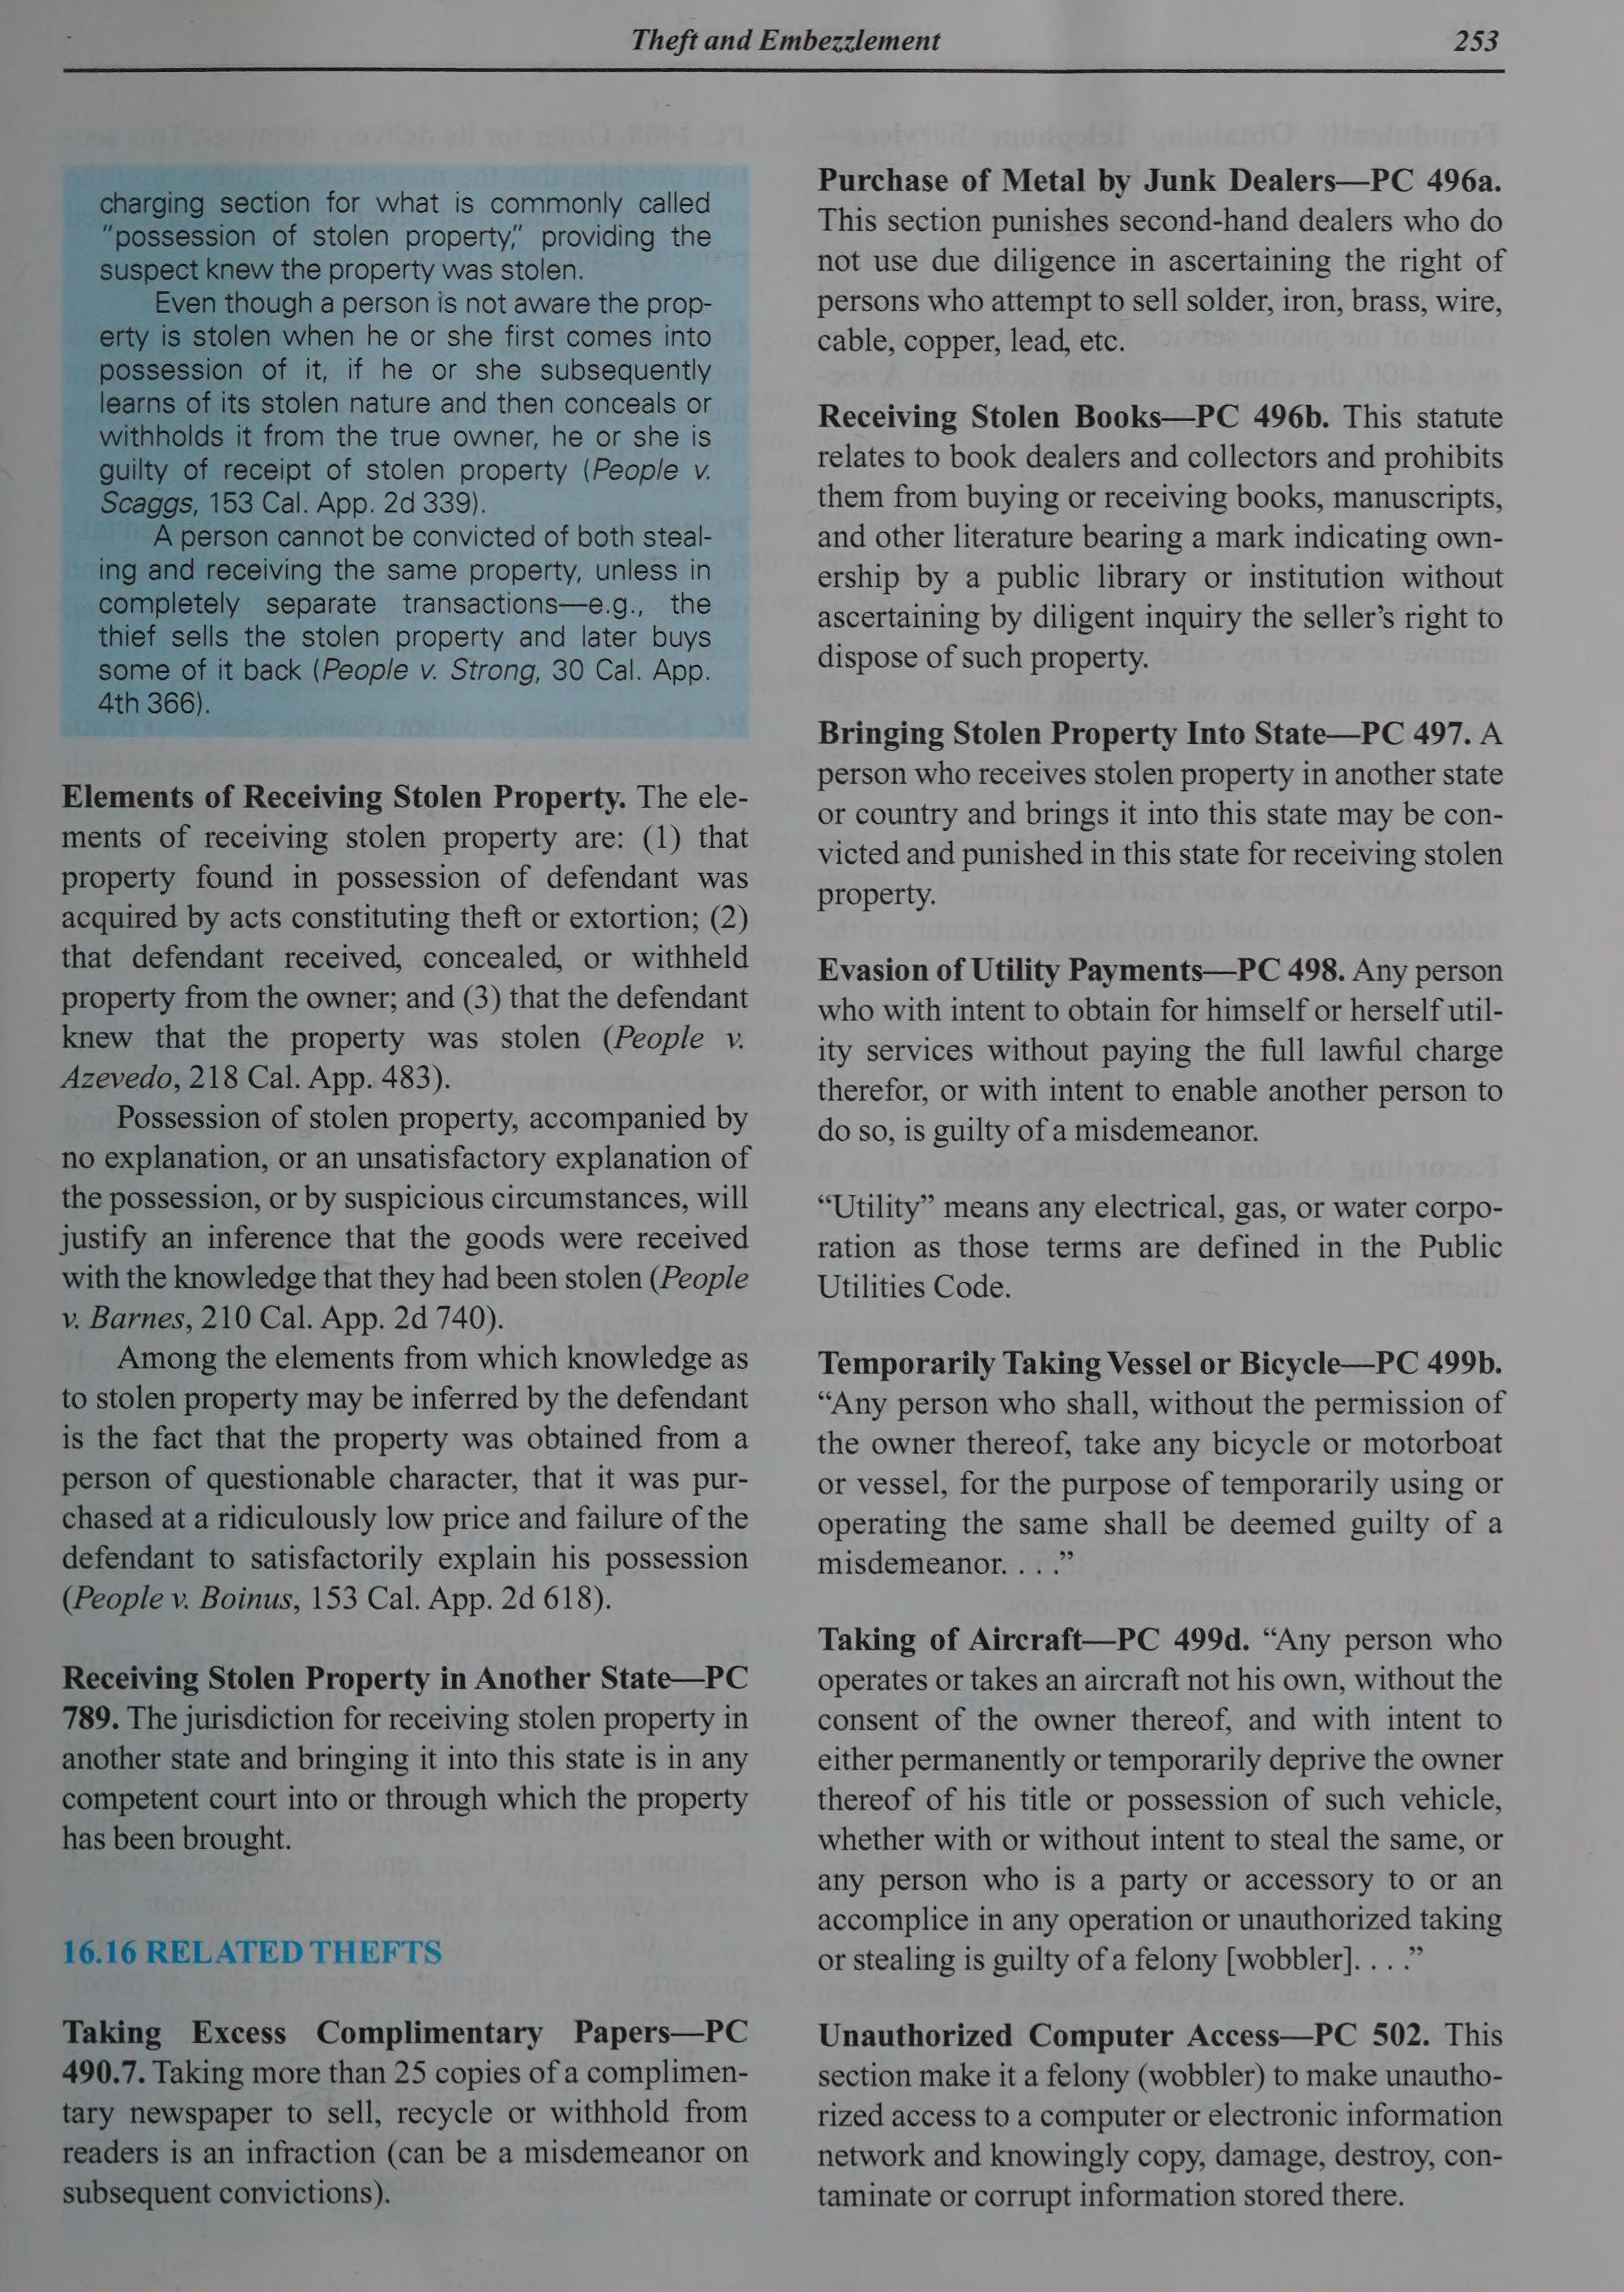 Theft and Embezzlement 253
charging section for what is commonly called
"possession of stolen property," providing the
suspect knew the property was stolen.
Even though a person is not aware the prop-
erty is stolen when he or she first comes into
possession of it, if he or she subsequently
learns of its stolen nature and then conceals or
withholds it from the true owner, he or she is
guilty of receipt of stolen property (People v.
Scaggs, 153 Cal. App. 2d 339).
A person cannot be convicted of both steal-
ing and receiving the same property, unless in
completely separate transactions—e.g., the
thief sells the stolen property and later buys
some of it back (People v. Strong, 30 Cal. App.
4th 366).
Elements of Receiving Stolen Property. The ele-
ments of receiving stolen property are: (1) that
property found in possession of defendant was
acquired by acts constituting theft or extortion; (2)
that defendant received, concealed, or withheld
property from the owner; and (3) that the defendant
knew that the property was stolen (People v.
Azevedo, 218 Cal. App. 483).
Possession of stolen property, accompanied by
no explanation, or an unsatisfactory explanation of
the possession, or by suspicious circumstances, will
justify an inference that the goods were received
with the knowledge that they had been stolen (People
v. Barnes, 210 Cal. App. 2d 740).
Among the elements from which knowledge as
to stolen property may be inferred by the defendant
is the fact that the property was obtained from a
person of questionable character, that it was pur-
chased at a ridiculously low price and failure of the
defendant to satisfactorily explain his possession
(People v. Boinus, 153 Cal. App. 2d 618).
Receiving Stolen Property in Another State—PC
789. The jurisdiction for receiving stolen property in
another state and bringing it into this state is in any
competent court into or through which the property
has been brought.
16.16 RELATED THEFTS
Taking Excess Complimentary Papers—PC
490.7. Taking more than 25 copies of a complimen-
tary newspaper to sell, recycle or withhold from
readers is an infraction (can be a misdemeanor on
subsequent convictions).
Purchase of Metal by Junk Dealers—PC 496a.
This section punishes second-hand dealers who do
not use due diligence in ascertaining the right of
persons who attempt to sell solder, iron, brass, wire,
cable, copper, lead, etc.
Receiving Stolen Books—PC 496b. This statute
relates to book dealers and collectors and prohibits
them from buying or receiving books, manuscripts,
and other literature bearing a mark indicating own-
ership by a public library or institution without
ascertaining by diligent inquiry the seller's right to
dispose of such property.
Bringing Stolen Property Into State—PC 497. A
person who receives stolen property in another state
or country and brings it into this state may be con-
victed and punished in this state for receiving stolen
property.
Evasion of Utility Payments—PC 498. Any person
who with intent to obtain for himself or herself util-
ity services without paying the full lawful charge
therefor, or with intent to enable another person to
do so, is guilty of a misdemeanor.
“Utility” means any electrical, gas, or water corpo-
ration as those terms are defined in the Public
Utilities Code.
Temporarily Taking Vessel or Bicycle—PC 499b.
“Any person who shall, without the permission of
the owner thereof, take any bicycle or motorboat
or vessel, for the purpose of temporarily using or
operating the same shall be deemed guilty of a
misdemeanor. . . .”
Taking of Aircraft—PC 499d. “Any person who
operates or takes an aircraft not his own, without the
consent of the owner thereof, and with intent to
either permanently or temporarily deprive the owner
thereof of his title or possession of such vehicle,
whether with or without intent to steal the same, or
any person who is a party or accessory to or an
accomplice in any operation or unauthorized taking
or stealing is guilty of a felony [wobbler]. . . .”
Unauthorized Computer Access—PC 502. This
section make it a felony (wobbler) to make unautho-
rized access to a computer or electronic information
network and knowingly copy, damage, destroy, con-
taminate or corrupt information stored there.